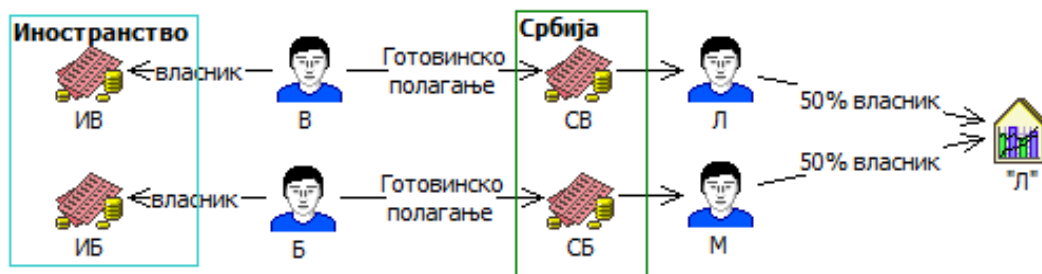 Иностранство
Србија
власник
Готовинско
полагање
50% власник
ИВ
В
СВ
Л
50% власник
"Л"
власник
Готовинско
полагање
ИБ
Б
СБ
М